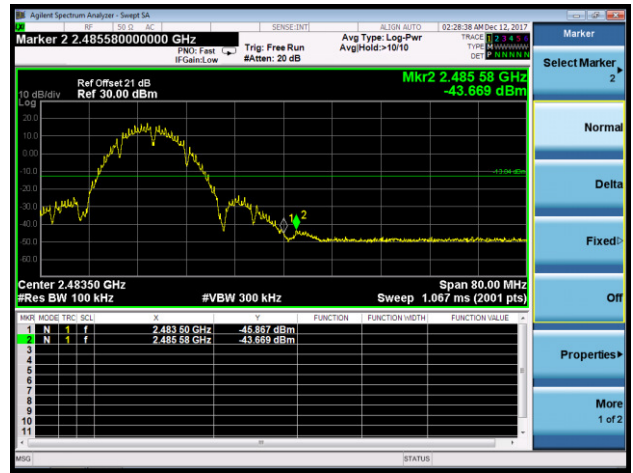 Agilent Spectrum Analyzer - Swept SA
RF 50 Ω AC SENSE:INT ALIGN AUTO 02:28:38 AM Dec 12, 2017
Marker 2 2.485580000000 GHz
PNO: Fast
IFGain:Low
Trig: Free Run
#Atten: 20 dB
Avg Type: Log-Pwr
Avg|Hold:>10/10
TRACE 1 2 3 4 5 6
TYPE M W W W W W
DET P N N N N N
Ref Offset 21 dB
Ref 30.00 dBm
10 dB/div
Log
Mkr2 2.485 58 GHz
-43.669 dBm
20.0
10.0
0.00
-10.0
-13.04 dBm
-20.0
-30.0
-40.0
-50.0
-60.0
1 2
Center 2.48350 GHz Span 80.00 MHz
#Res BW 100 kHz #VBW 300 kHz Sweep 1.067 ms (2001 pts)
MKR MODE TRC SCL X Y FUNCTION FUNCTION WIDTH FUNCTION VALUE
1 N 1 f 2.483 50 GHz -45.867 dBm
2 N 1 f 2.485 58 GHz -43.669 dBm
3
4
5
6
7
8
9
10
11
MSG STATUS
Marker
Select Marker
2
Normal
Delta
Fixed
Off
Properties
More
1 of 2